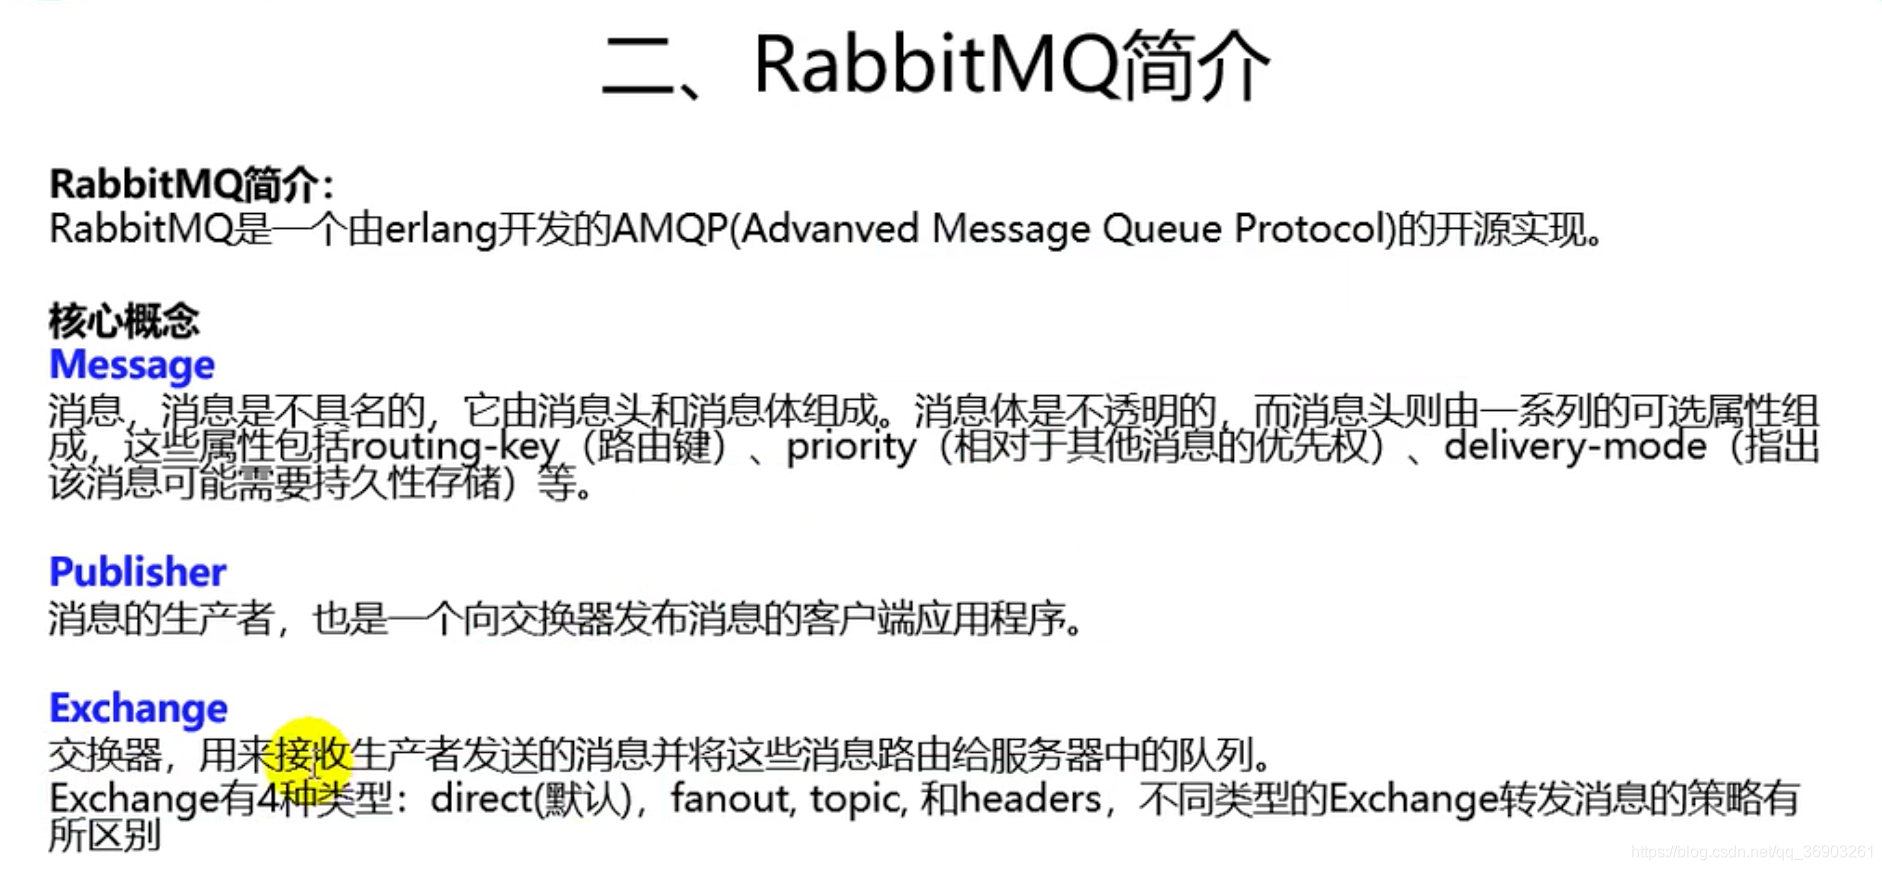 二、RabbitMQ简介
RabbitMQ简介：
RabbitMQ是一个由erlang开发的AMQP(Advanved Message Queue Protocol)的开源实现。
核心概念
Message
消息，消息是不具名的，它由消息头和消息体组成。消息体是不透明的，而消息头则由一系列的可选属性组
成，这些属性包括routing-key（路由键）、priority（相对于其他消息的优先权）、delivery-mode（指出
该消息可能需要持久性存储）等。
Publisher
消息的生产者，也是一个向交换器发布消息的客户端应用程序。
Exchange
交换器，用来接收生产者发送的消息并将这些消息路由给服务器中的队列。
Exchange有4种类型：direct(默认)，fanout, topic, 和headers，不同类型的Exchange转发消息的策略有
所区别
https://blog.csdn.net/qq_36903261